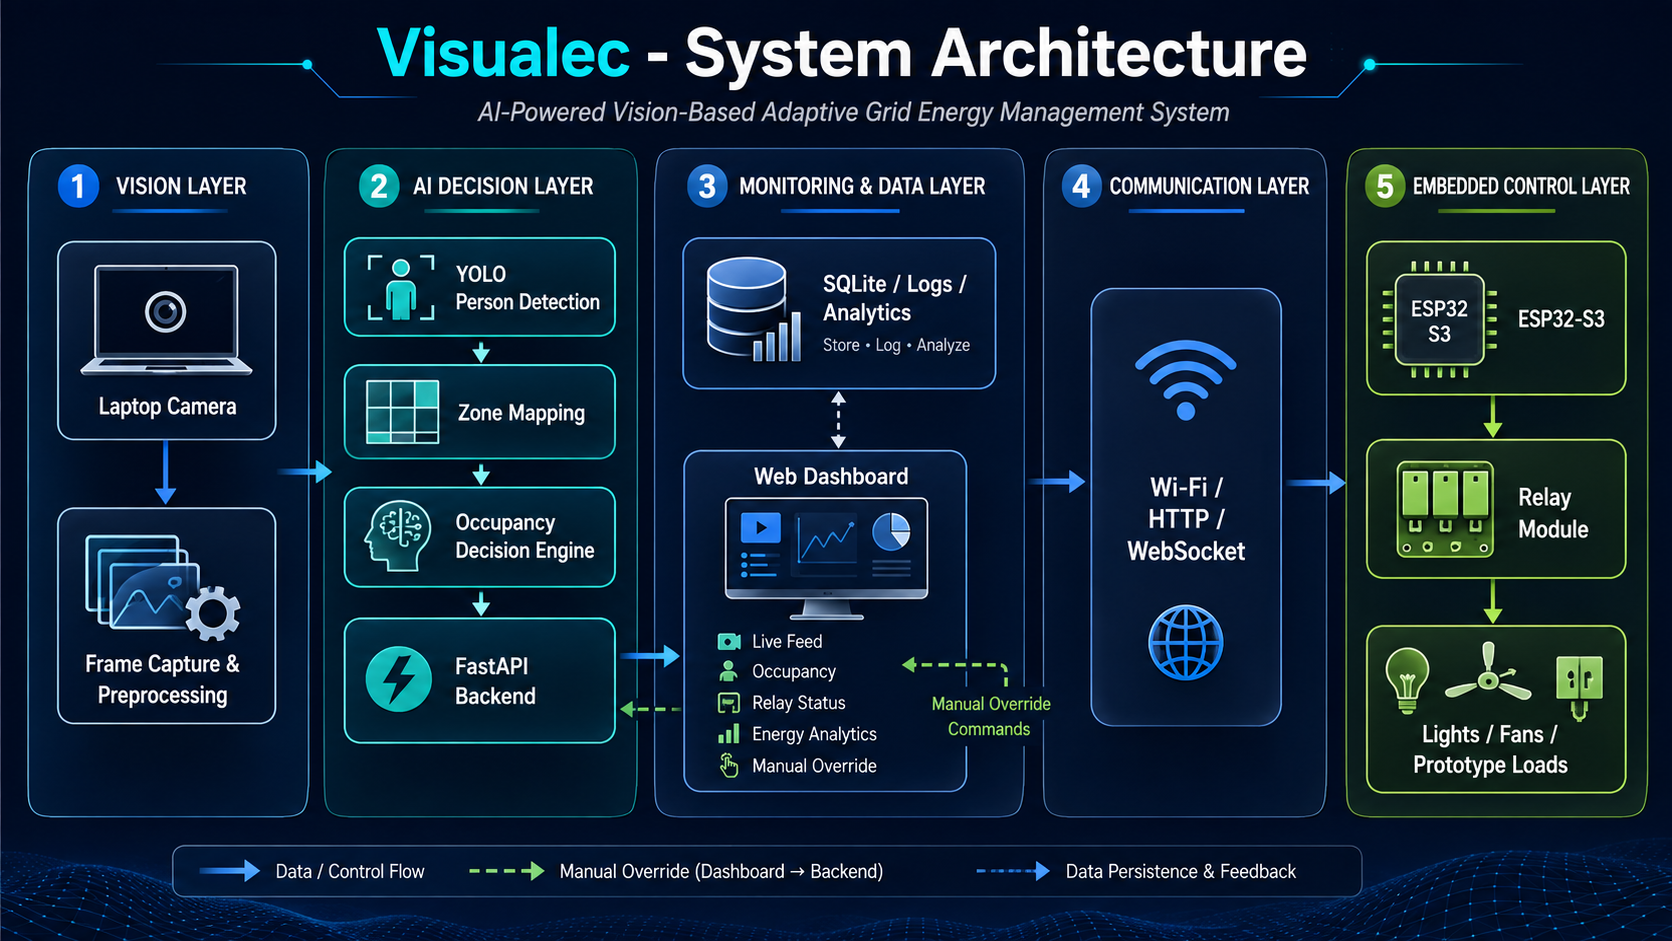 Visualec - System Architecture
AI-Powered Vision-Based Adaptive Grid Energy Management System
1 VISION LAYER
Laptop Camera
Frame Capture &
Preprocessing
2 AI DECISION LAYER
YOLO
Person Detection
Zone Mapping
Occupancy
Decision Engine
FastAPI
Backend
3 MONITORING & DATA LAYER
SQLite / Logs /
Analytics
Store • Log • Analyze
Web Dashboard
Live Feed
Occupancy
Relay Status
Energy Analytics
Manual Override
Manual Override
Commands
4 COMMUNICATION LAYER
Wi-Fi /
HTTP /
WebSocket
5 EMBEDDED CONTROL LAYER
ESP32
S3
ESP32-S3
Relay
Module
Lights / Fans /
Prototype Loads
Data / Control Flow
Manual Override (Dashboard → Backend)
Data Persistence & Feedback